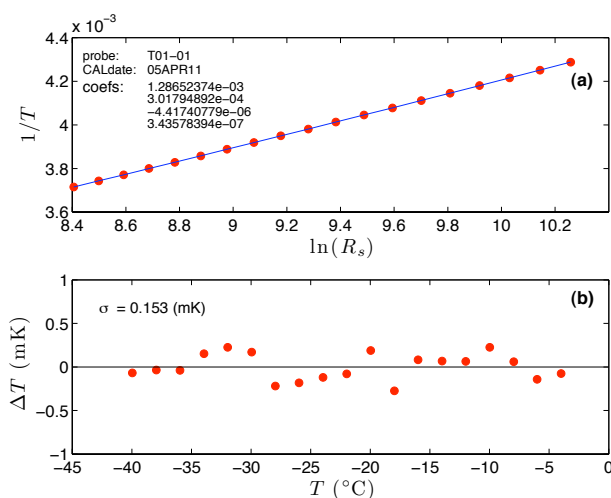 x 10⁻³
4.4
4.2
4
3.8
3.6
1/T
probe: T01−01
CALdate: 05APR11
coefs: 1.28652374e−03
3.01794892e−04
−4.41740779e−06
3.43578394e−07
(a)
8.4 8.6 8.8 9 9.2 9.4 9.6 9.8 10 10.2
ln(Rₛ)
1
0.5
0
−0.5
−1
ΔT (mK)
σ = 0.153 (mK)
(b)
−45 −40 −35 −30 −25 −20 −15 −10 −5 0
T (°C)